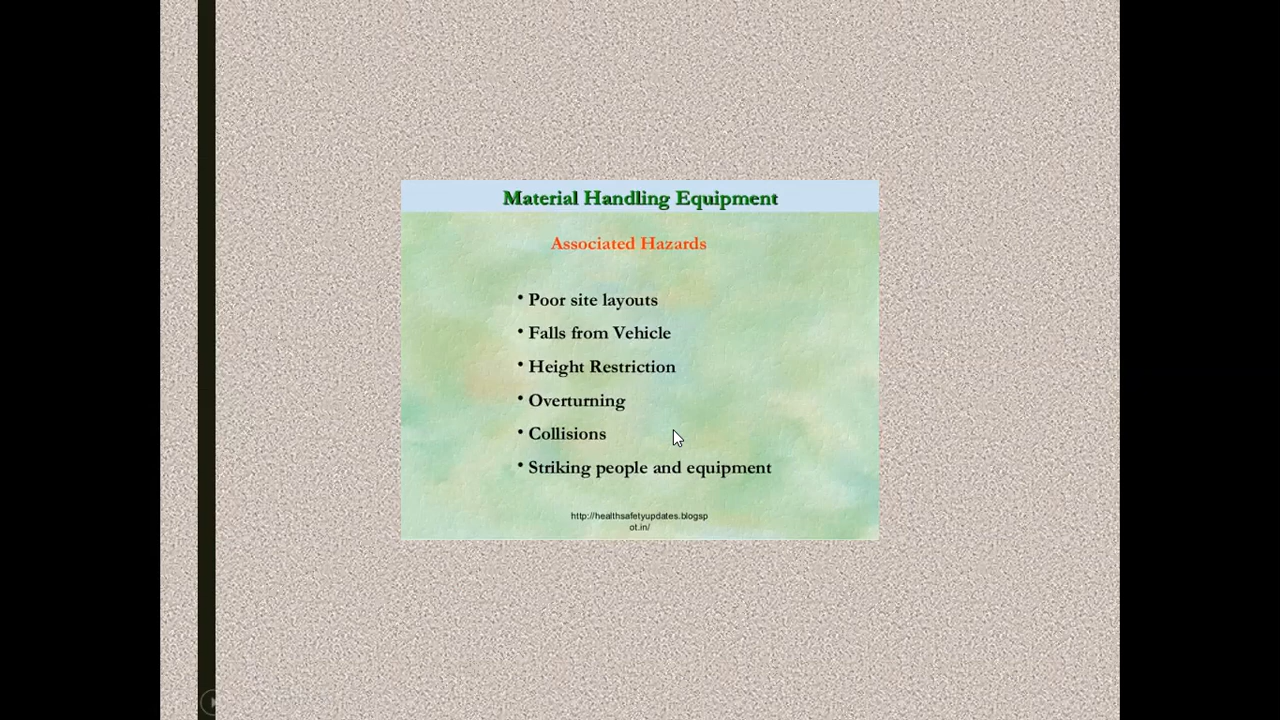 Material Handling Equipment
Associated Hazards
• Poor site layouts
• Falls from Vehicle
• Height Restriction
• Overturning
• Collisions
• Striking people and equipment
http://healthsafetyupdates.blogsp
ot.in/